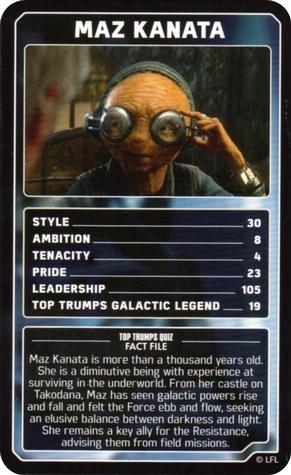 MAZ KANATA
STYLE 30
AMBITION 8
TENACITY 4
PRIDE 23
LEADERSHIP 105
TOP TRUMPS GALACTIC LEGEND 19
TOP TRUMPS QUIZ
FACT FILE
Maz Kanata is more than a thousand years old.
She is a diminutive being with experience at
surviving in the underworld. From her castle on
Takodana, Maz has seen galactic powers rise
and fall and felt the Force ebb and flow, seeking
an elusive balance between darkness and light.
She remains a key ally for the Resistance,
advising them from field missions.
© LFL